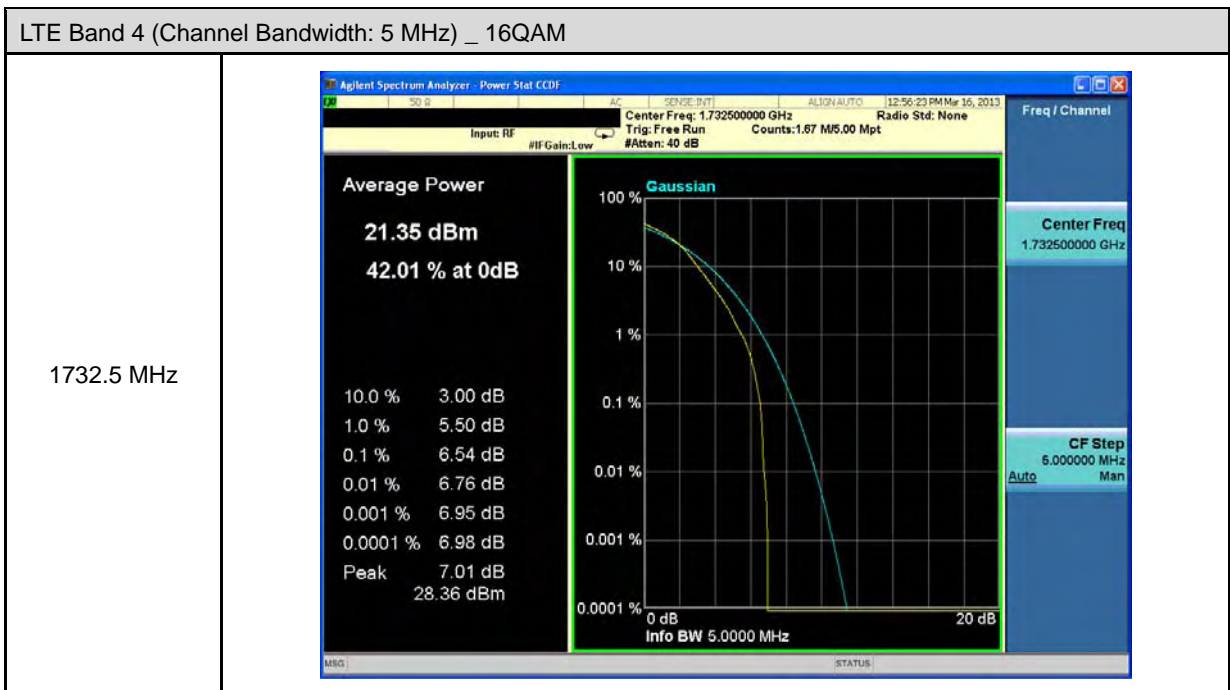 LTE Band 4 (Channel Bandwidth: 5 MHz) _ 16QAM
1732.5 MHz
Agilent Spectrum Analyzer - Power Stat CCDF
50 Ω AC SENSE:INT ALIGN AUTO 12:56:23 PM Mar 16, 2013
Center Freq: 1.732500000 GHz Radio Std: None
Input: RF Trig: Free Run Counts:1.67 M/5.00 Mpt
#IFGain:Low #Atten: 40 dB
Freq / Channel
Center Freq
1.732500000 GHz
CF Step
5.000000 MHz
Auto Man
Average Power
21.35 dBm
42.01 % at 0dB
10.0 % 3.00 dB
1.0 % 5.50 dB
0.1 % 6.54 dB
0.01 % 6.76 dB
0.001 % 6.95 dB
0.0001 % 6.98 dB
Peak 7.01 dB
28.36 dBm
Gaussian
100 %
10 %
1 %
0.1 %
0.01 %
0.001 %
0.0001 %
0 dB 20 dB
Info BW 5.0000 MHz
MSG STATUS